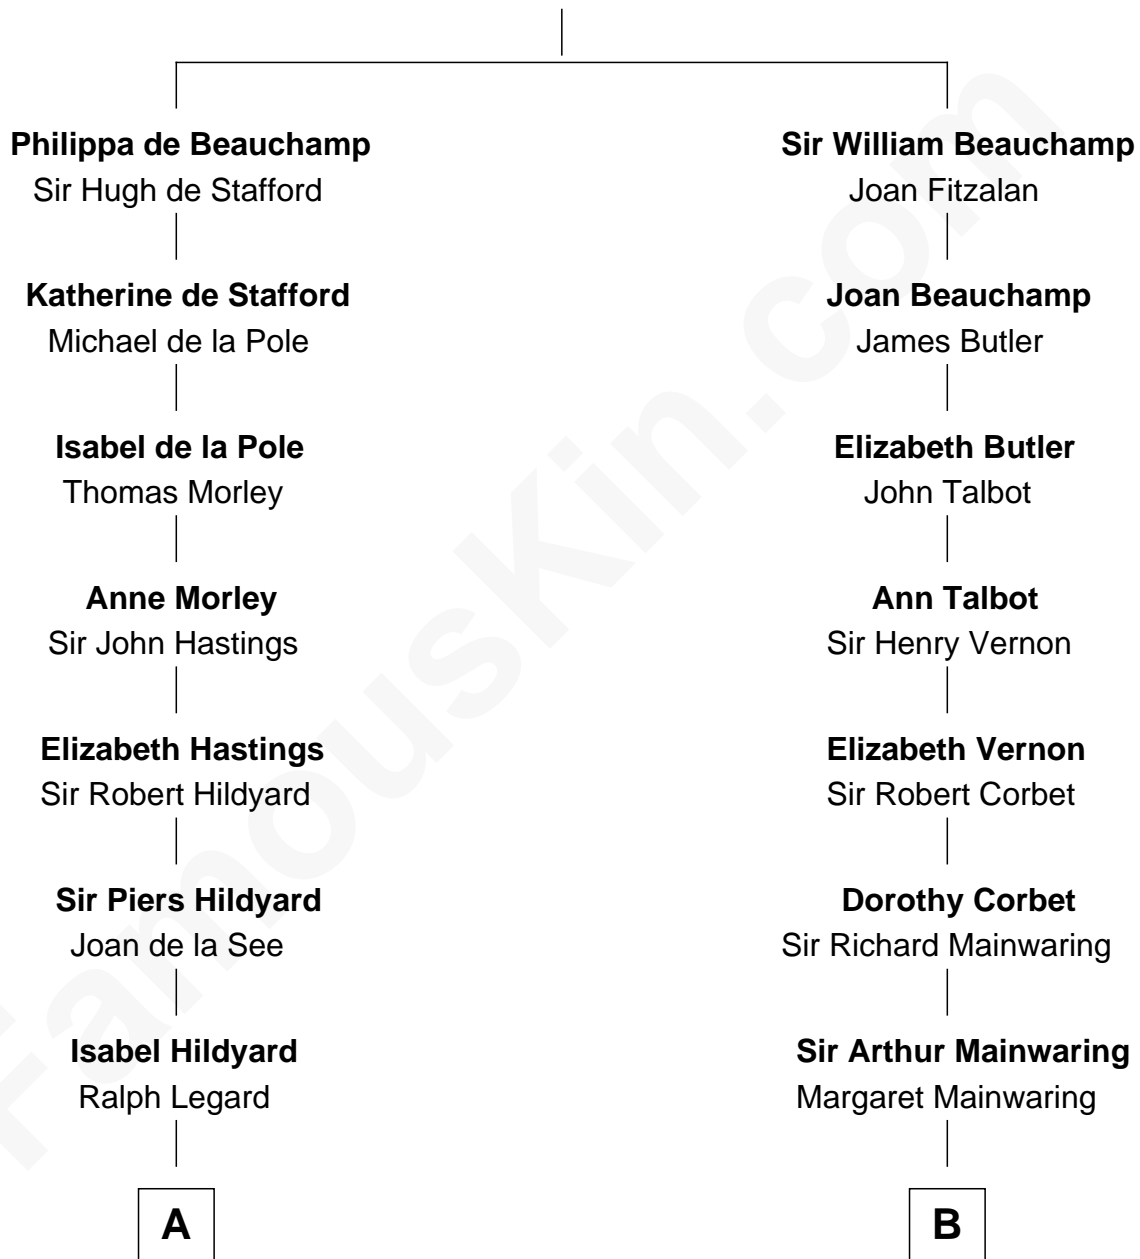 Philippa de Beauchamp
Sir Hugh de Stafford
Katherine de Stafford
Michael de la Pole
Isabel de la Pole
Thomas Morley
Anne Morley
Sir John Hastings
Elizabeth Hastings
Sir Robert Hildyard
Sir Piers Hildyard
Joan de la See
Isabel Hildyard
Ralph Legard
A
Sir William Beauchamp
Joan Fitzalan
Joan Beauchamp
James Butler
Elizabeth Butler
John Talbot
Ann Talbot
Sir Henry Vernon
Elizabeth Vernon
Sir Robert Corbet
Dorothy Corbet
Sir Richard Mainwaring
Sir Arthur Mainwaring
Margaret Mainwaring
B
FamousKin.com